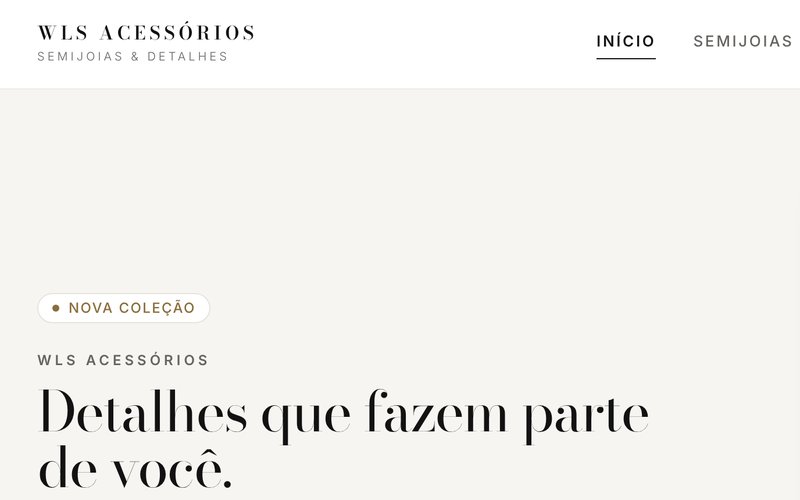 WLS ACESSÓRIOS
SEMIJOIAS & DETALHES
INÍCIO
SEMIJOIAS
NOVA COLEÇÃO
WLS ACESSÓRIOS
Detalhes que fazem parte
de você.